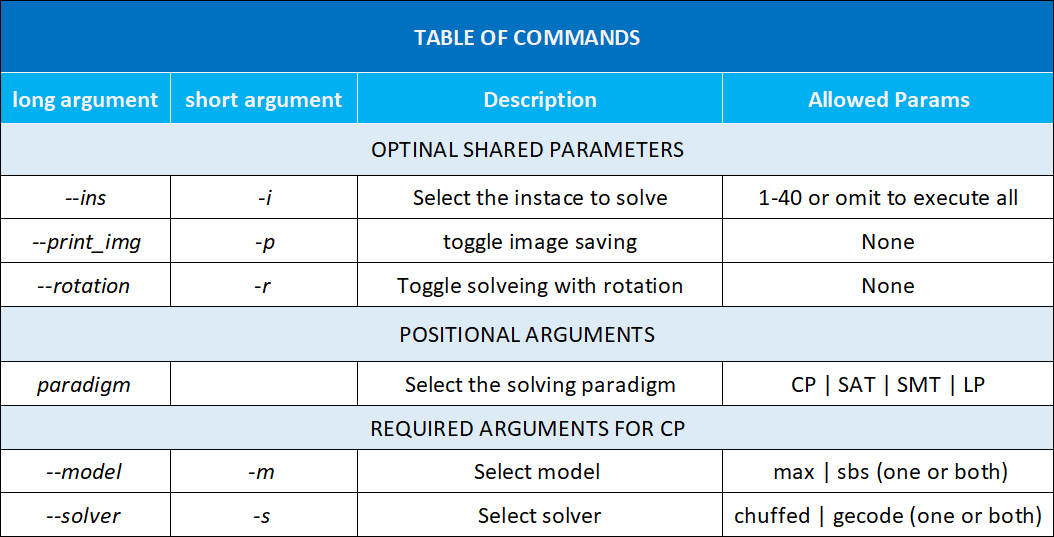 TABLE OF COMMANDS
long argument short argument Description Allowed Params
OPTINAL SHARED PARAMETERS
--ins -i Select the instace to solve 1-40 or omit to execute all
--print_img -p toggle image saving None
--rotation -r Toggle solveing with rotation None
POSITIONAL ARGUMENTS
paradigm Select the solving paradigm CP | SAT | SMT | LP
REQUIRED ARGUMENTS FOR CP
--model -m Select model max | sbs (one or both)
--solver -s Select solver chuffed | gecode (one or both)